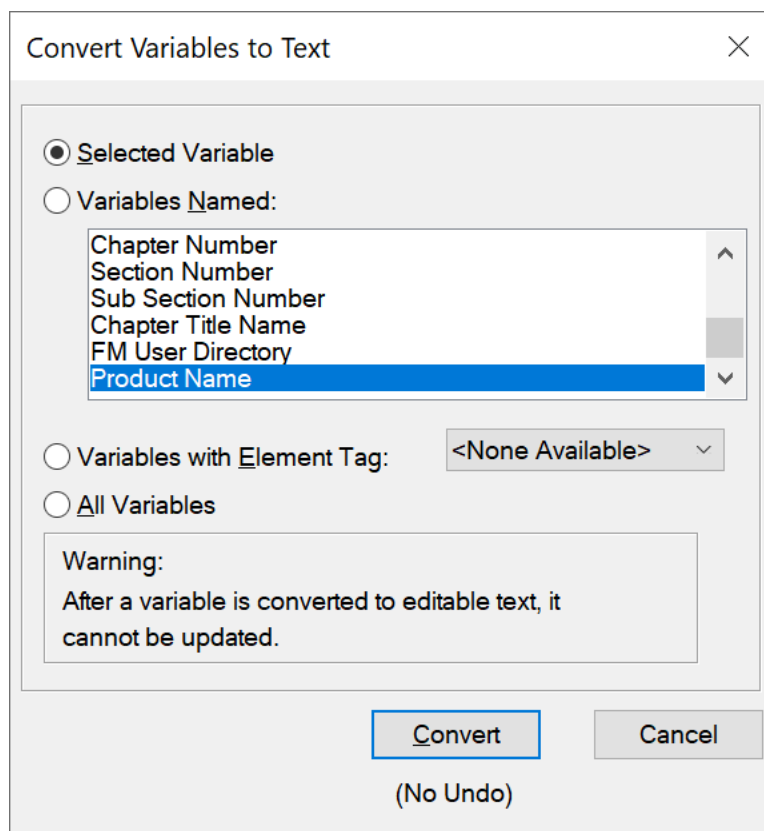 Convert Variables to Text
Selected Variable
Variables Named:
Chapter Number
Section Number
Sub Section Number
Chapter Title Name
FM User Directory
Product Name
Variables with Element Tag: <None Available>
All Variables
Warning:
After a variable is converted to editable text, it
cannot be updated.
Convert Cancel
(No Undo)